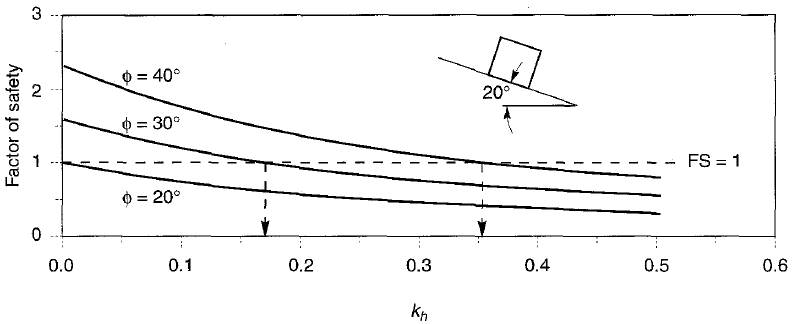 3
2
1
0
Factor of safety
ϕ = 40°
ϕ = 30°
ϕ = 20°
20°
FS = 1
0.0 0.1 0.2 0.3 0.4 0.5 0.6
kₕ